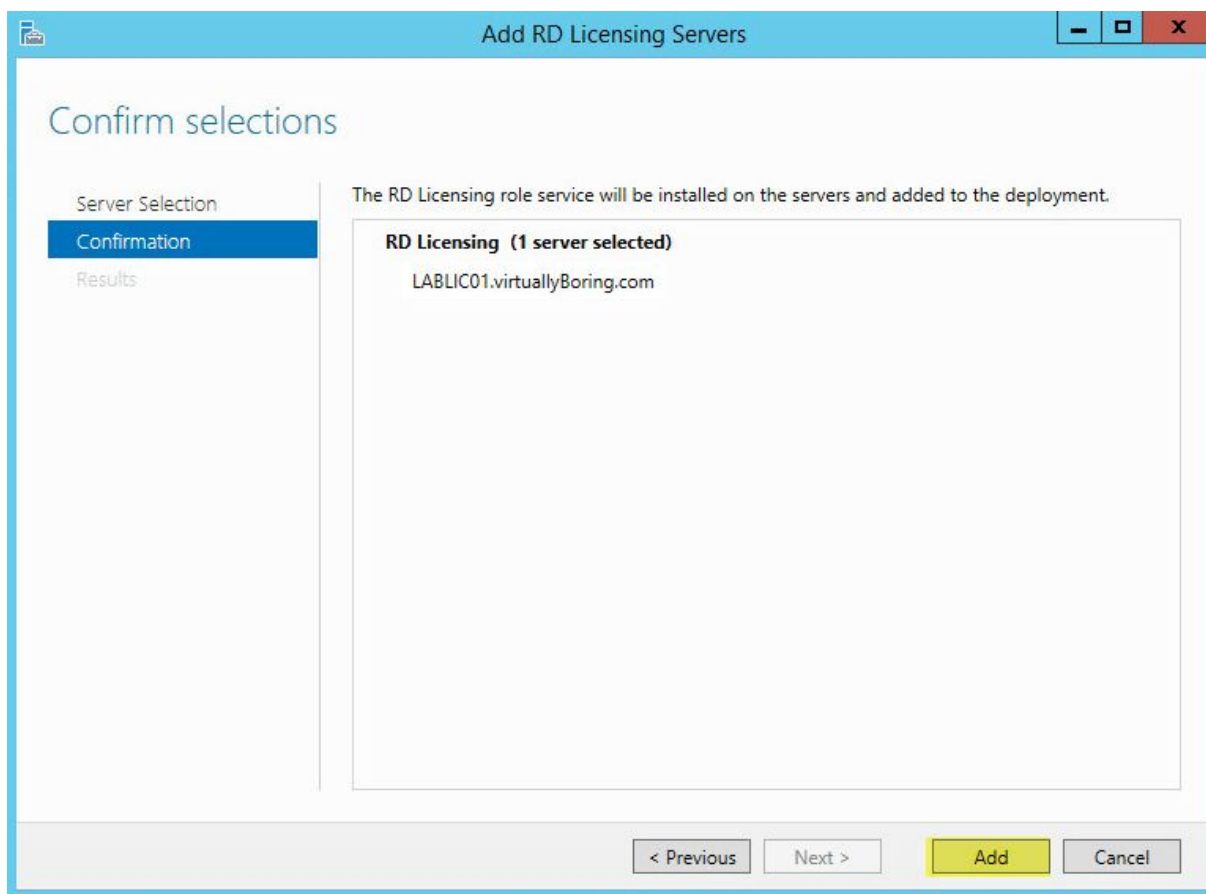 Add RD Licensing Servers
X
Confirm selections
Server Selection
Confirmation
Results
The RD Licensing role service will be installed on the servers and added to the deployment.
RD Licensing (1 server selected)
LABLIC01.virtuallyBoring.com
< Previous
Next >
Add
Cancel